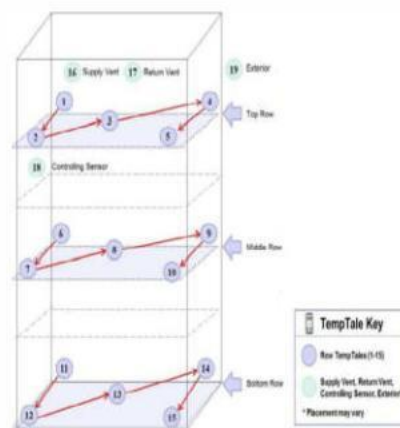 16 Supply Vent 17 Return Vent 19 Exterior
1 4
3 Top Row
2 5
18 Controling Sensor
6 9
8 Middle Row
7 10
11 14
13 Bottom Row
12 15
TempTale Key
Row TempTales (1-15)
Supply Vent, Return Vent,
Controling Sensor, Exterior
* Placement may vary